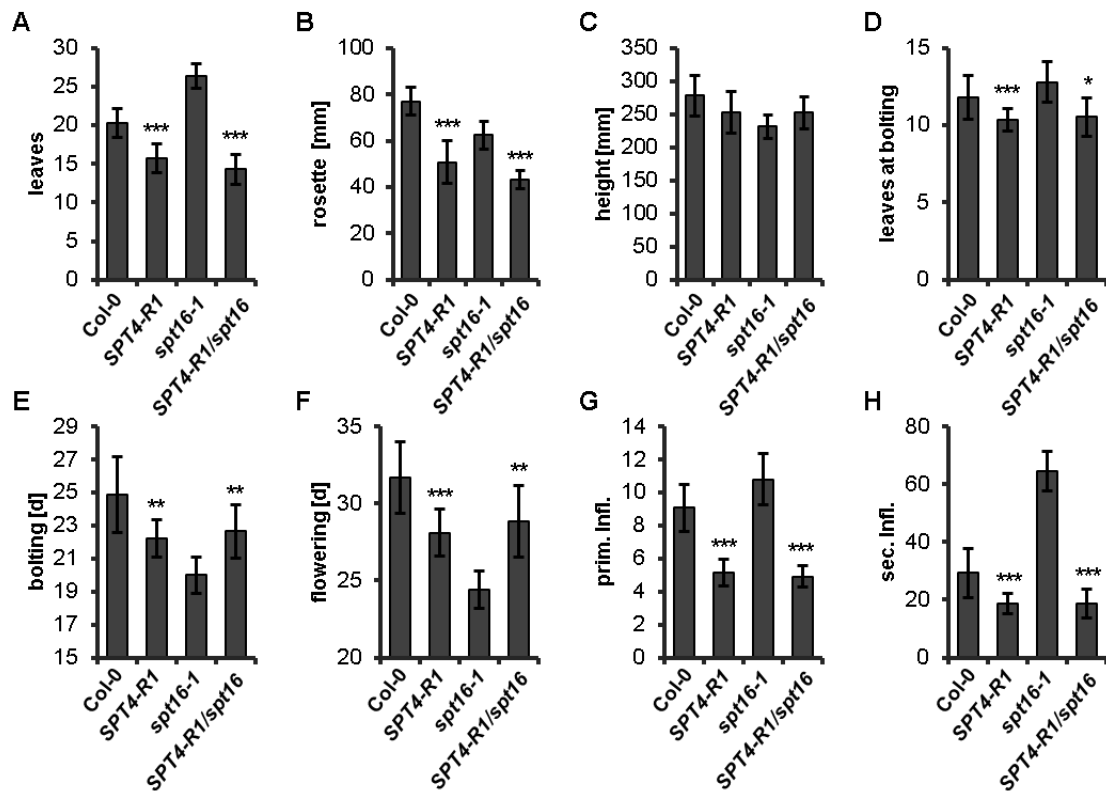 A
leaves
30
25
20
15
10
5
0
***
***
Col-0
SPT4-R1
spt16-1
SPT4-R1/spt16
B
rosette [mm]
100
80
60
40
20
0
***
***
Col-0
SPT4-R1
spt16-1
SPT4-R1/spt16
C
height [mm]
350
300
250
200
150
100
50
0
Col-0
SPT4-R1
spt16-1
SPT4-R1/spt16
D
leaves at bolting
15
10
5
0
***
*
Col-0
SPT4-R1
spt16-1
SPT4-R1/spt16
E
bolting [d]
29
27
25
23
21
19
17
15
**
**
Col-0
SPT4-R1
spt16-1
SPT4-R1/spt16
F
flowering [d]
35
30
25
20
***
**
Col-0
SPT4-R1
spt16-1
SPT4-R1/spt16
G
prim. Infl.
14
12
10
8
6
4
2
0
***
***
Col-0
SPT4-R1
spt16-1
SPT4-R1/spt16
H
sec. Infl.
80
60
40
20
0
***
***
Col-0
SPT4-R1
spt16-1
SPT4-R1/spt16